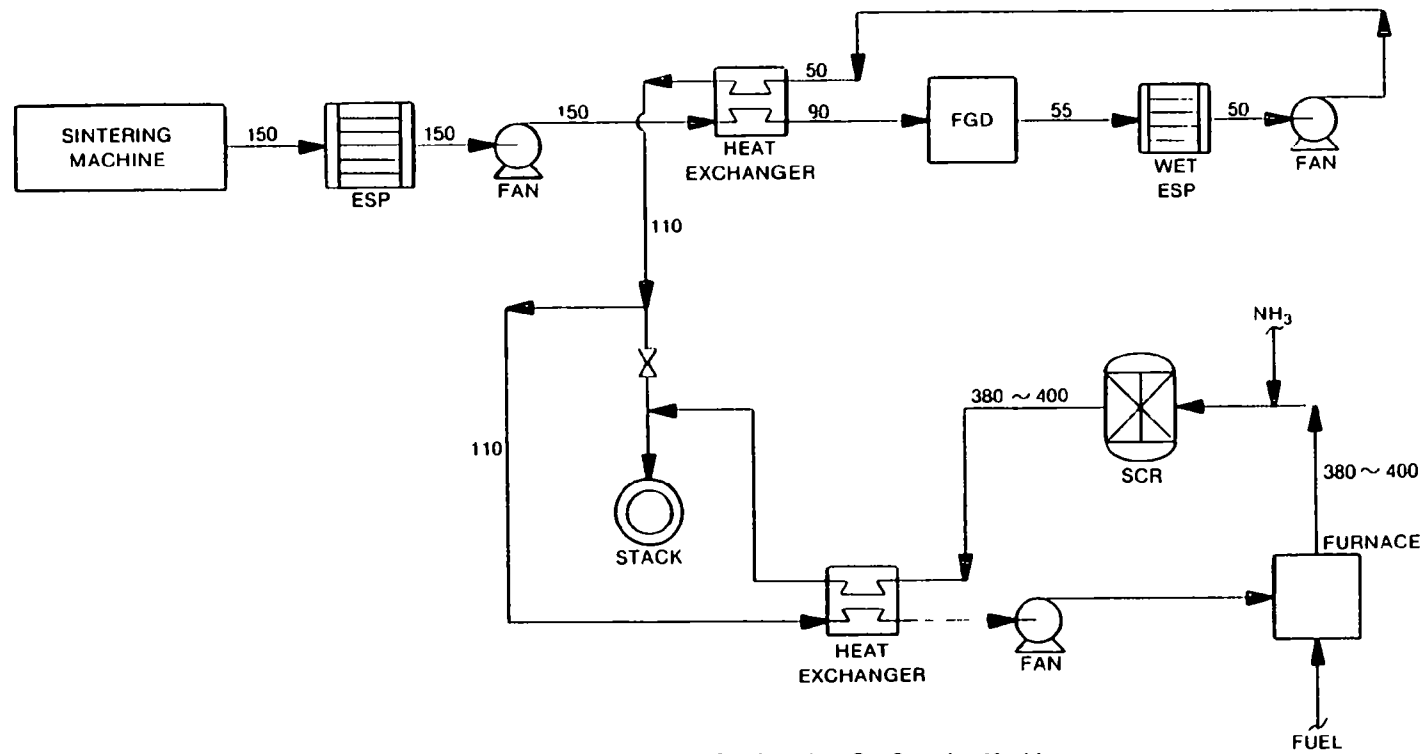 50
SINTERING
MACHINE
150
150
150
90
FGD
55
50
HEAT
EXCHANGER
ESP
FAN
WET
ESP
FAN
110
NH3
110
380 ~ 400
SCR
380 ~ 400
STACK
FURNACE
HEAT
EXCHANGER
FAN
FUEL